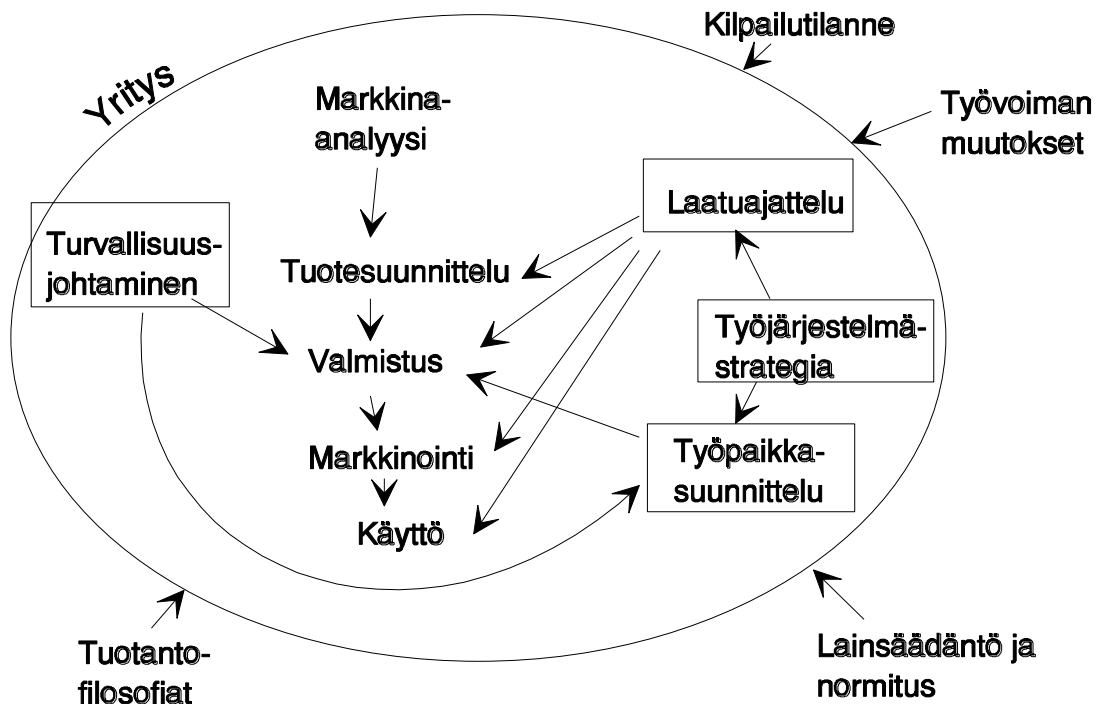 Kilpailutilanne
Yritys
Markkina-
analyysi
Työvoiman
muutokset
Laatuajattelu
Turvallisuus-
johtaminen
Tuotesuunnittelu
Työjärjestelmä-
strategia
Valmistus
Markkinointi
Työpaikka-
suunnittelu
Käyttö
Tuotanto-
filosofiat
Lainsäädäntö ja
normitus